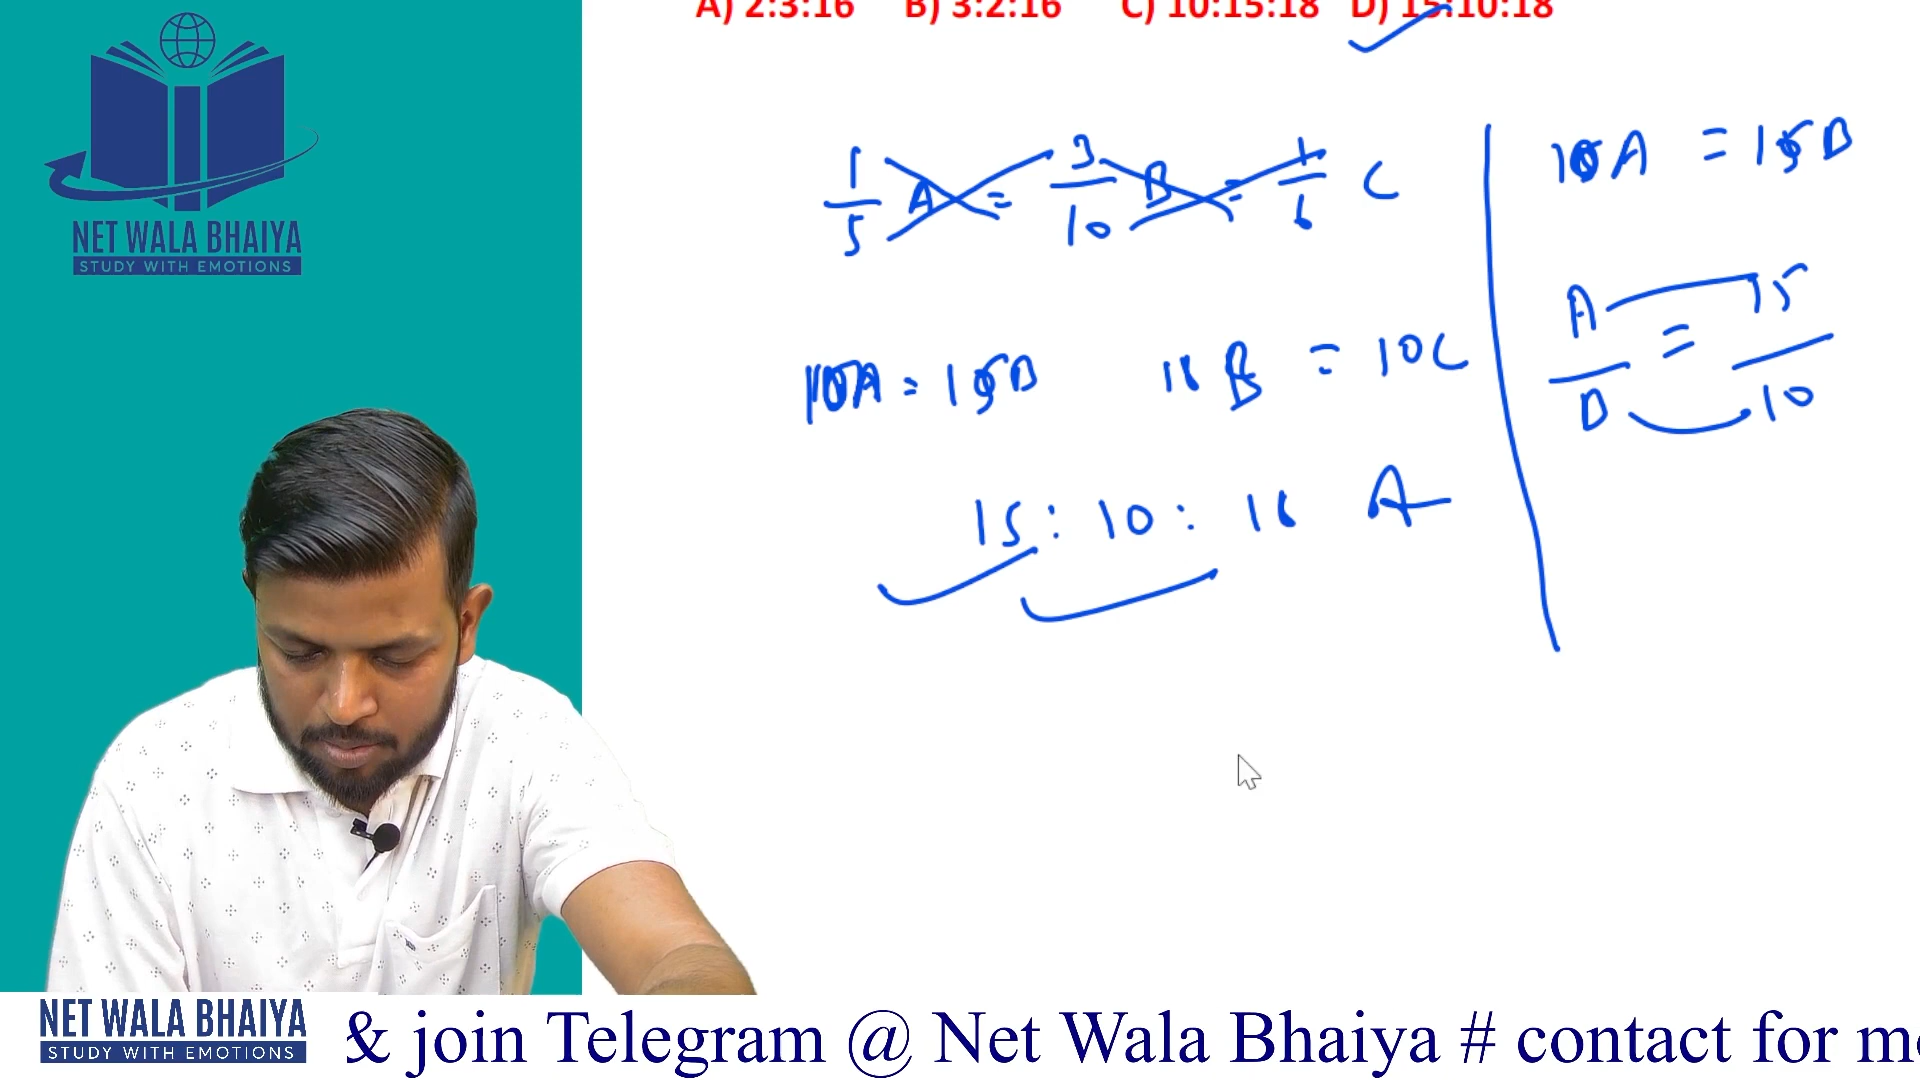 A) 2:3:16 B) 3:2:16 C) 10:15:18 D) 15:10:18
NET WALA BHAIYA
STUDY WITH EMOTIONS
1/5 A = 3/10 B = 1/6 C
10A = 15B 18 B = 10C
15 : 10 : 18 A
10A = 15B
A/B = 15/10
NET WALA BHAIYA
STUDY WITH EMOTIONS
& join Telegram @ Net Wala Bhaiya # contact for m